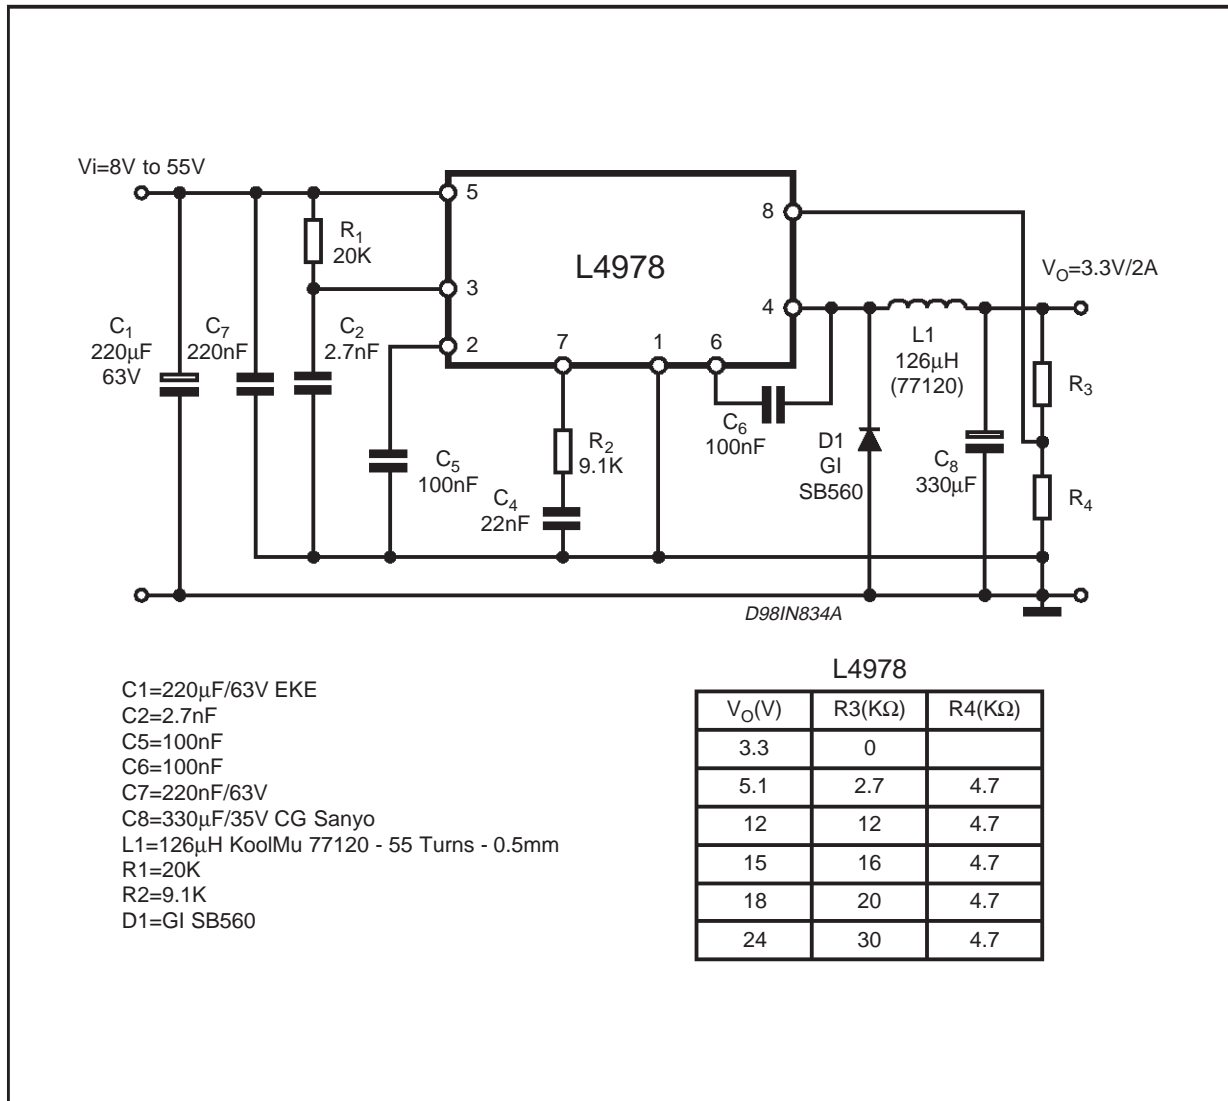 Vi=8V to 55V
5
8
R1
20K
L4978
VO=3.3V/2A
3
4
C1
220μF
63V
C7
220nF
C2
2.7nF
2
7
1
6
L1
126μH
(77120)
R3
C6
100nF
D1
GI
SB560
R2
9.1K
C5
100nF
C8
330μF
C4
22nF
R4
D98IN834A
C1=220μF/63V EKE
C2=2.7nF
C5=100nF
C6=100nF
C7=220nF/63V
C8=330μF/35V CG Sanyo
L1=126μH KoolMu 77120 - 55 Turns - 0.5mm
R1=20K
R2=9.1K
D1=GI SB560
L4978
VO(V) R3(KΩ) R4(KΩ)
3.3 0
5.1 2.7 4.7
12 12 4.7
15 16 4.7
18 20 4.7
24 30 4.7